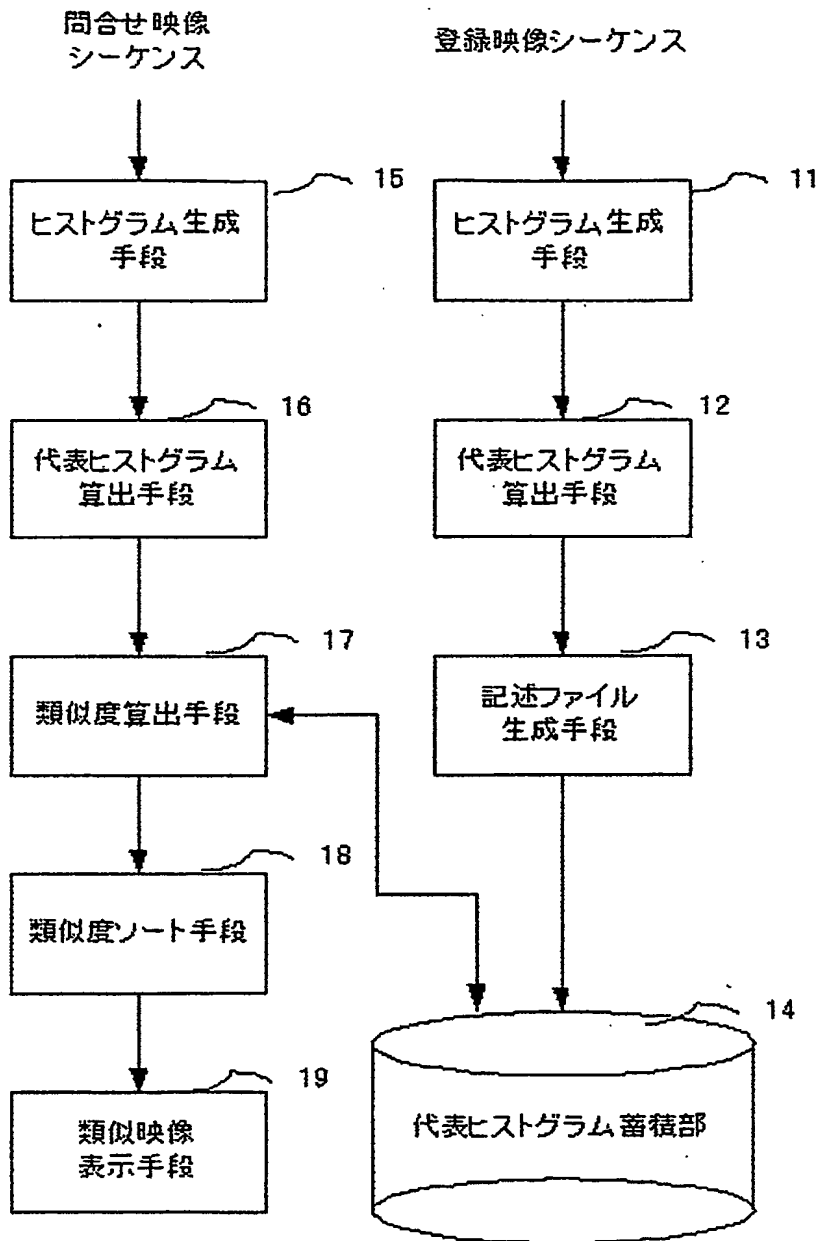 問合せ映像
シーケンス
登録映像シーケンス
15
ヒストグラム生成
手段
11
ヒストグラム生成
手段
16
代表ヒストグラム
算出手段
12
代表ヒストグラム
算出手段
17
類似度算出手段
13
記述ファイル
生成手段
18
類似度ソート手段
14
代表ヒストグラム蓄積部
19
類似映像
表示手段